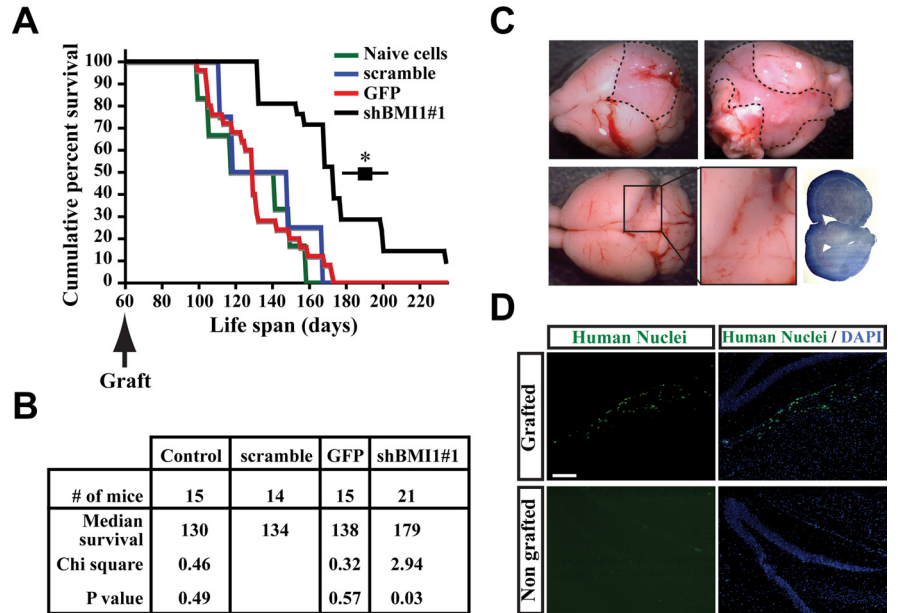 A
Cumulative percent survival
100
90
80
70
60
50
40
30
20
10
0
Naive cells
scramble
GFP
shBMI1#1
*
60 80 100 120 140 160 180 200 220
Life span (days)
Graft
B
Control scramble GFP shBMI1#1
# of mice 15 14 15 21
Median survival 130 134 138 179
Chi square 0.46 0.32 2.94
P value 0.49 0.57 0.03
C
D
Human Nuclei
Human Nuclei / DAPI
Grafted
Non grafted